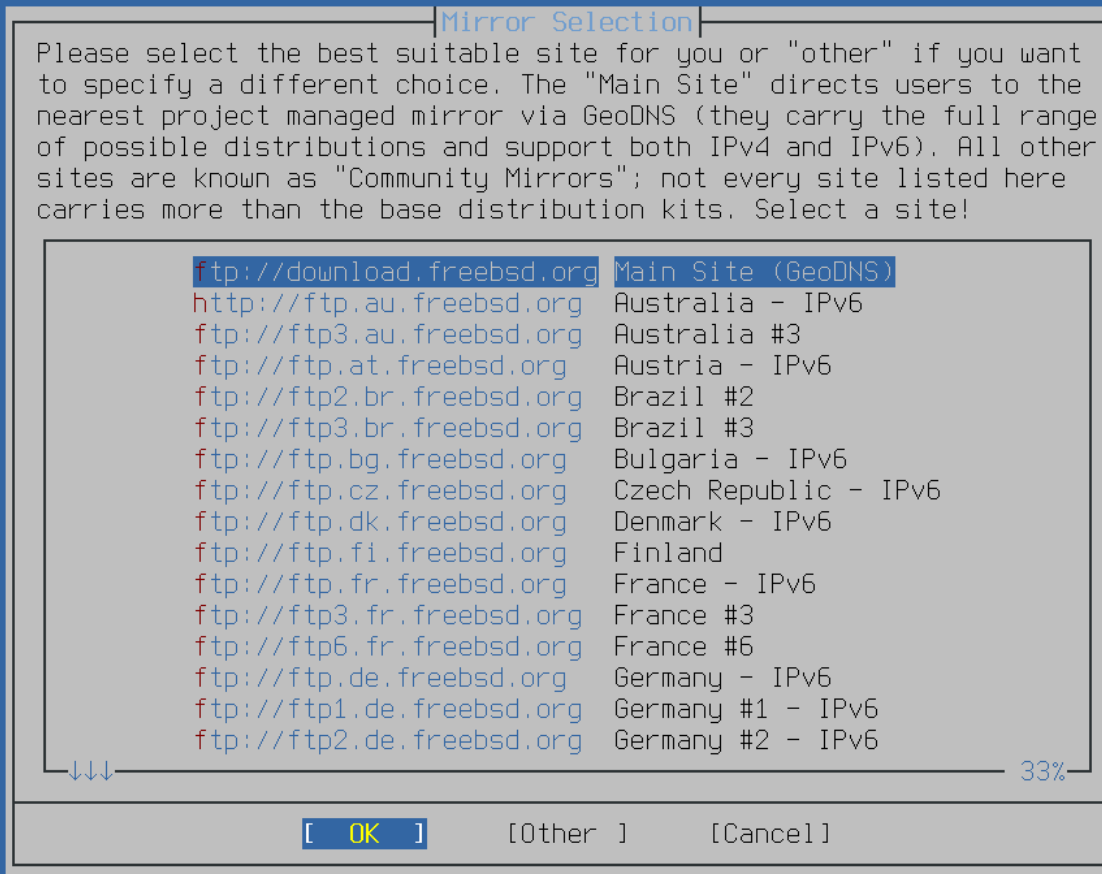 Mirror Selection
Please select the best suitable site for you or "other" if you want
to specify a different choice. The "Main Site" directs users to the
nearest project managed mirror via GeoDNS (they carry the full range
of possible distributions and support both IPv4 and IPv6). All other
sites are known as "Community Mirrors"; not every site listed here
carries more than the base distribution kits. Select a site!
ftp://download.freebsd.org Main Site (GeoDNS)
http://ftp.au.freebsd.org Australia - IPv6
ftp://ftp3.au.freebsd.org Australia #3
ftp://ftp.at.freebsd.org Austria - IPv6
ftp://ftp2.br.freebsd.org Brazil #2
ftp://ftp3.br.freebsd.org Brazil #3
ftp://ftp.bg.freebsd.org Bulgaria - IPv6
ftp://ftp.cz.freebsd.org Czech Republic - IPv6
ftp://ftp.dk.freebsd.org Denmark - IPv6
ftp://ftp.fi.freebsd.org Finland
ftp://ftp.fr.freebsd.org France - IPv6
ftp://ftp3.fr.freebsd.org France #3
ftp://ftp6.fr.freebsd.org France #6
ftp://ftp.de.freebsd.org Germany - IPv6
ftp://ftp1.de.freebsd.org Germany #1 - IPv6
ftp://ftp2.de.freebsd.org Germany #2 - IPv6
↓↓↓ 33%
[ OK ] [Other ] [Cancel]